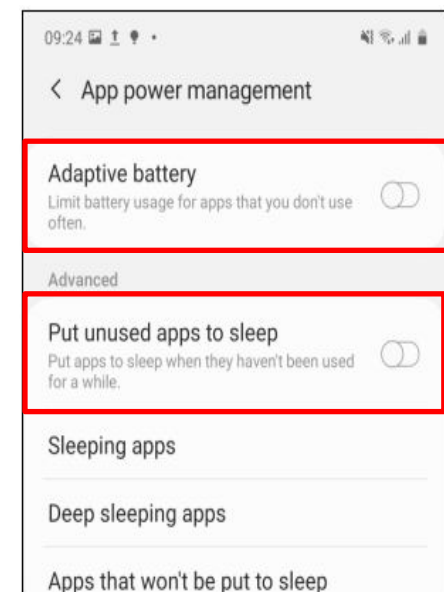 09:24
App power management
Adaptive battery
Limit battery usage for apps that you don't use
often.
Advanced
Put unused apps to sleep
Put apps to sleep when they haven't been used
for a while.
Sleeping apps
Deep sleeping apps
Apps that won't be put to sleep